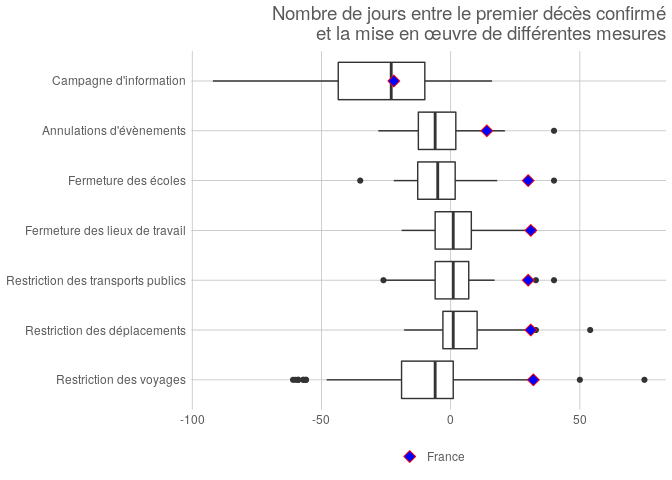 Nombre de jours entre le premier décès confirmé
et la mise en œuvre de différentes mesures
Campagne d'information
Annulations d'évènements
Fermeture des écoles
Fermeture des lieux de travail
Restriction des transports publics
Restriction des déplacements
Restriction des voyages
-100 -50 0 50
France